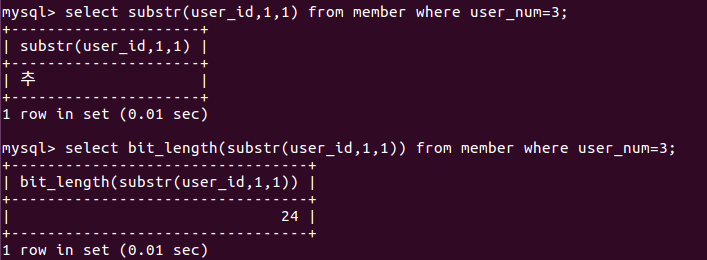 mysql> select substr(user_id,1,1) from member where user_num=3;
+---------------------+
| substr(user_id,1,1) |
+---------------------+
| 추                  |
+---------------------+
1 row in set (0.01 sec)

mysql> select bit_length(substr(user_id,1,1)) from member where user_num=3;
+---------------------------------+
| bit_length(substr(user_id,1,1)) |
+---------------------------------+
|                              24 |
+---------------------------------+
1 row in set (0.01 sec)